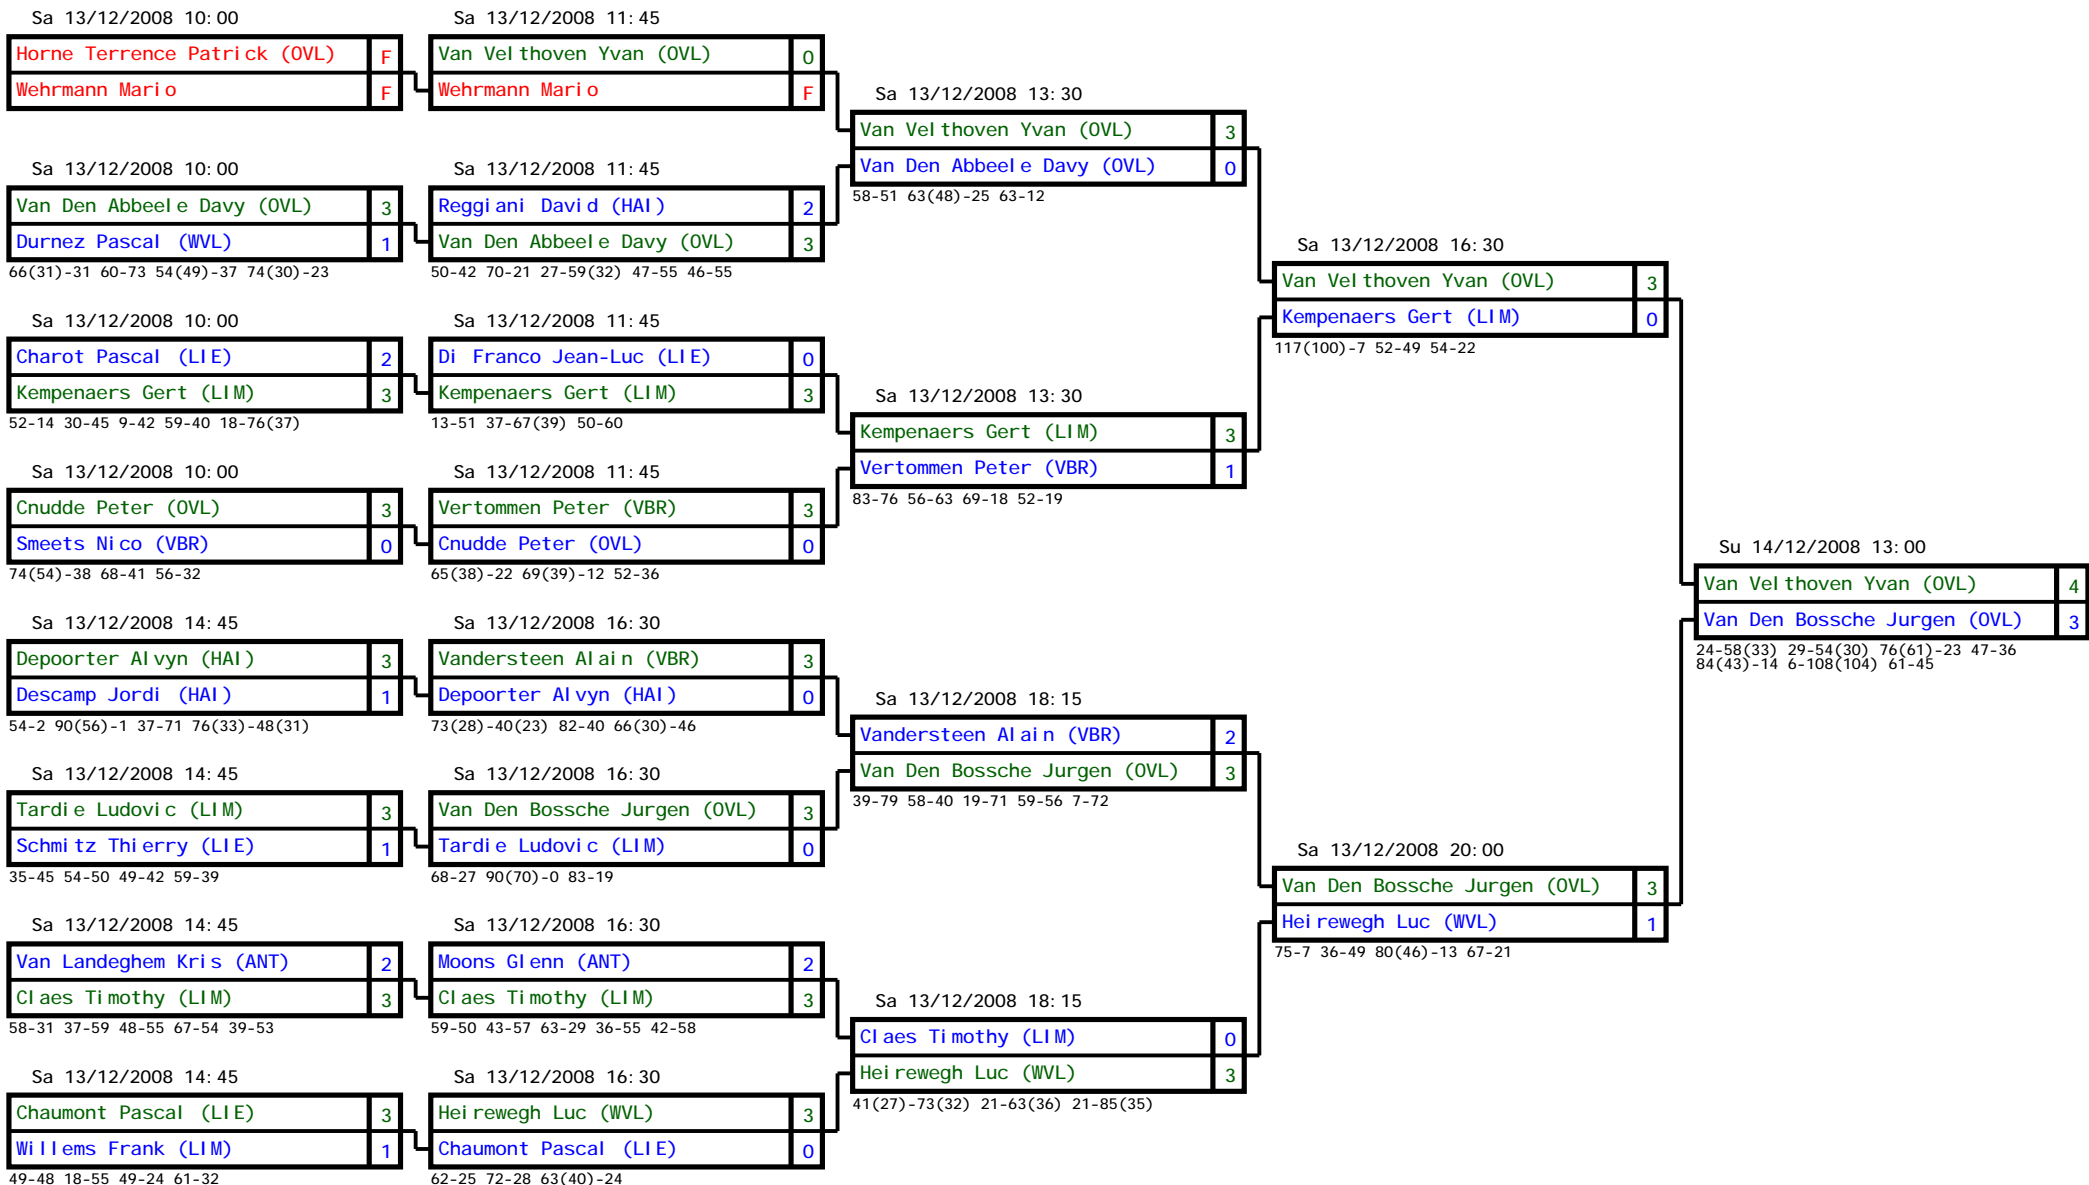 Sa 13/12/2008 10:00
Horne Terrence Patrick (OVL) F
Wehrmann Mario F
Sa 13/12/2008 10:00
Van Den Abbeele Davy (OVL) 3
Durnez Pascal (WVL) 1
66(31)-31 60-73 54(49)-37 74(30)-23
Sa 13/12/2008 10:00
Charot Pascal (LIE) 2
Kempenaers Gert (LIM) 3
52-14 30-45 9-42 59-40 18-76(37)
Sa 13/12/2008 10:00
Cnudde Peter (OVL) 3
Smeets Nico (VBR) 0
74(54)-38 68-41 56-32
Sa 13/12/2008 14:45
Depoorter Alvyn (HAI) 3
Descamp Jordi (HAI) 1
54-2 90(56)-1 37-71 76(33)-48(31)
Sa 13/12/2008 14:45
Tardie Ludovic (LIM) 3
Schmitz Thierry (LIE) 1
35-45 54-50 49-42 59-39
Sa 13/12/2008 14:45
Van Landeghem Kris (ANT) 2
Claes Timothy (LIM) 3
58-31 37-59 48-55 67-54 39-53
Sa 13/12/2008 14:45
Chaumont Pascal (LIE) 3
Willems Frank (LIM) 1
49-48 18-55 49-24 61-32
Sa 13/12/2008 11:45
Van Velthoven Yvan (OVL) 0
Wehrmann Mario F
Sa 13/12/2008 11:45
Reggiani David (HAI) 2
Van Den Abbeele Davy (OVL) 3
50-42 70-21 27-59(32) 47-55 46-55
Sa 13/12/2008 11:45
Di Franco Jean-Luc (LIE) 0
Kempenaers Gert (LIM) 3
13-51 37-67(39) 50-60
Sa 13/12/2008 11:45
Vertommen Peter (VBR) 3
Cnudde Peter (OVL) 0
65(38)-22 69(39)-12 52-36
Sa 13/12/2008 16:30
Vandersteen Alain (VBR) 3
Depoorter Alvyn (HAI) 0
73(28)-40(23) 82-40 66(30)-46
Sa 13/12/2008 16:30
Van Den Bossche Jurgen (OVL) 3
Tardie Ludovic (LIM) 0
68-27 90(70)-0 83-19
Sa 13/12/2008 16:30
Moons Glenn (ANT) 2
Claes Timothy (LIM) 3
59-50 43-57 63-29 36-55 42-58
Sa 13/12/2008 16:30
Heirewegh Luc (WVL) 3
Chaumont Pascal (LIE) 0
62-25 72-28 63(40)-24
Sa 13/12/2008 13:30
Van Velthoven Yvan (OVL) 3
Van Den Abbeele Davy (OVL) 0
58-51 63(48)-25 63-12
Sa 13/12/2008 13:30
Kempenaers Gert (LIM) 3
Vertommen Peter (VBR) 1
83-76 56-63 69-18 52-19
Sa 13/12/2008 18:15
Vandersteen Alain (VBR) 2
Van Den Bossche Jurgen (OVL) 3
39-79 58-40 19-71 59-56 7-72
Sa 13/12/2008 18:15
Claes Timothy (LIM) 0
Heirewegh Luc (WVL) 3
41(27)-73(32) 21-63(36) 21-85(35)
Sa 13/12/2008 16:30
Van Velthoven Yvan (OVL) 3
Kempenaers Gert (LIM) 0
117(100)-7 52-49 54-22
Sa 13/12/2008 20:00
Van Den Bossche Jurgen (OVL) 3
Heirewegh Luc (WVL) 1
75-7 36-49 80(46)-13 67-21
Su 14/12/2008 13:00
Van Velthoven Yvan (OVL) 4
Van Den Bossche Jurgen (OVL) 3
24-58(33) 29-54(30) 76(61)-23 47-36
84(43)-14 6-108(104) 61-45